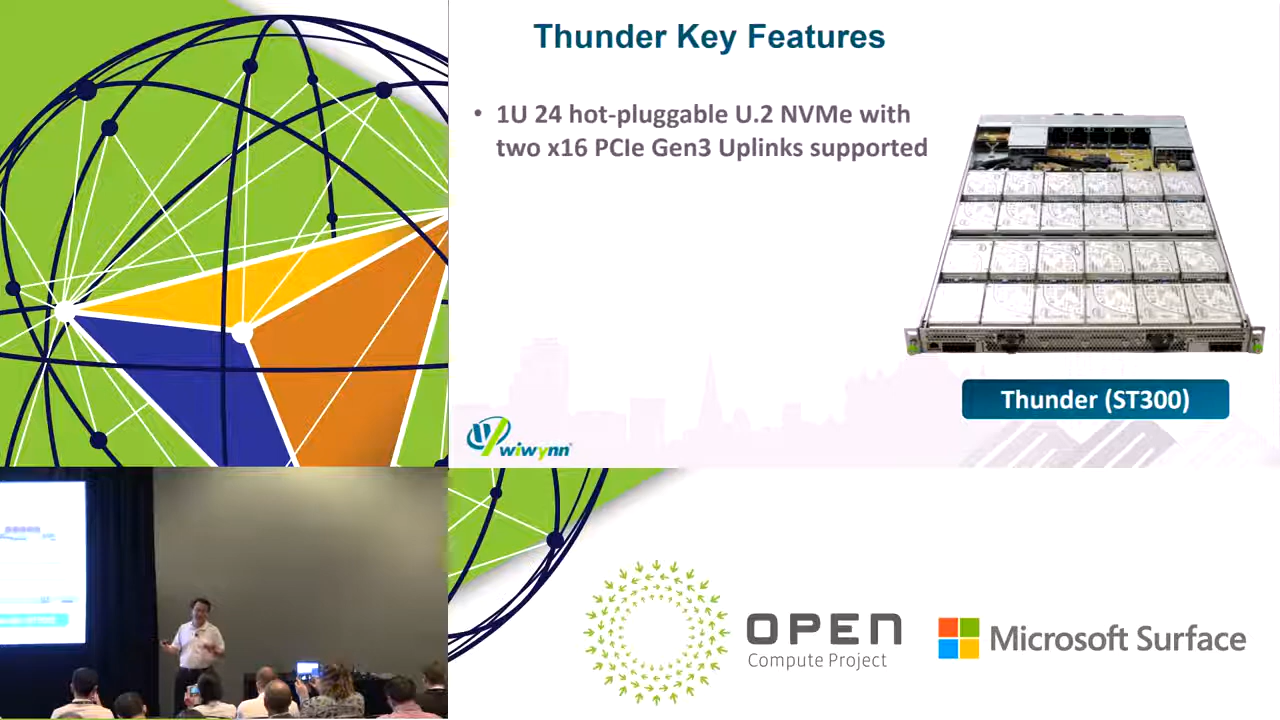 Thunder Key Features
• 1U 24 hot-pluggable U.2 NVMe with
two x16 PCIe Gen3 Uplinks supported
Thunder (ST300)
wiwynn
OPEN
Compute Project
Microsoft Surface